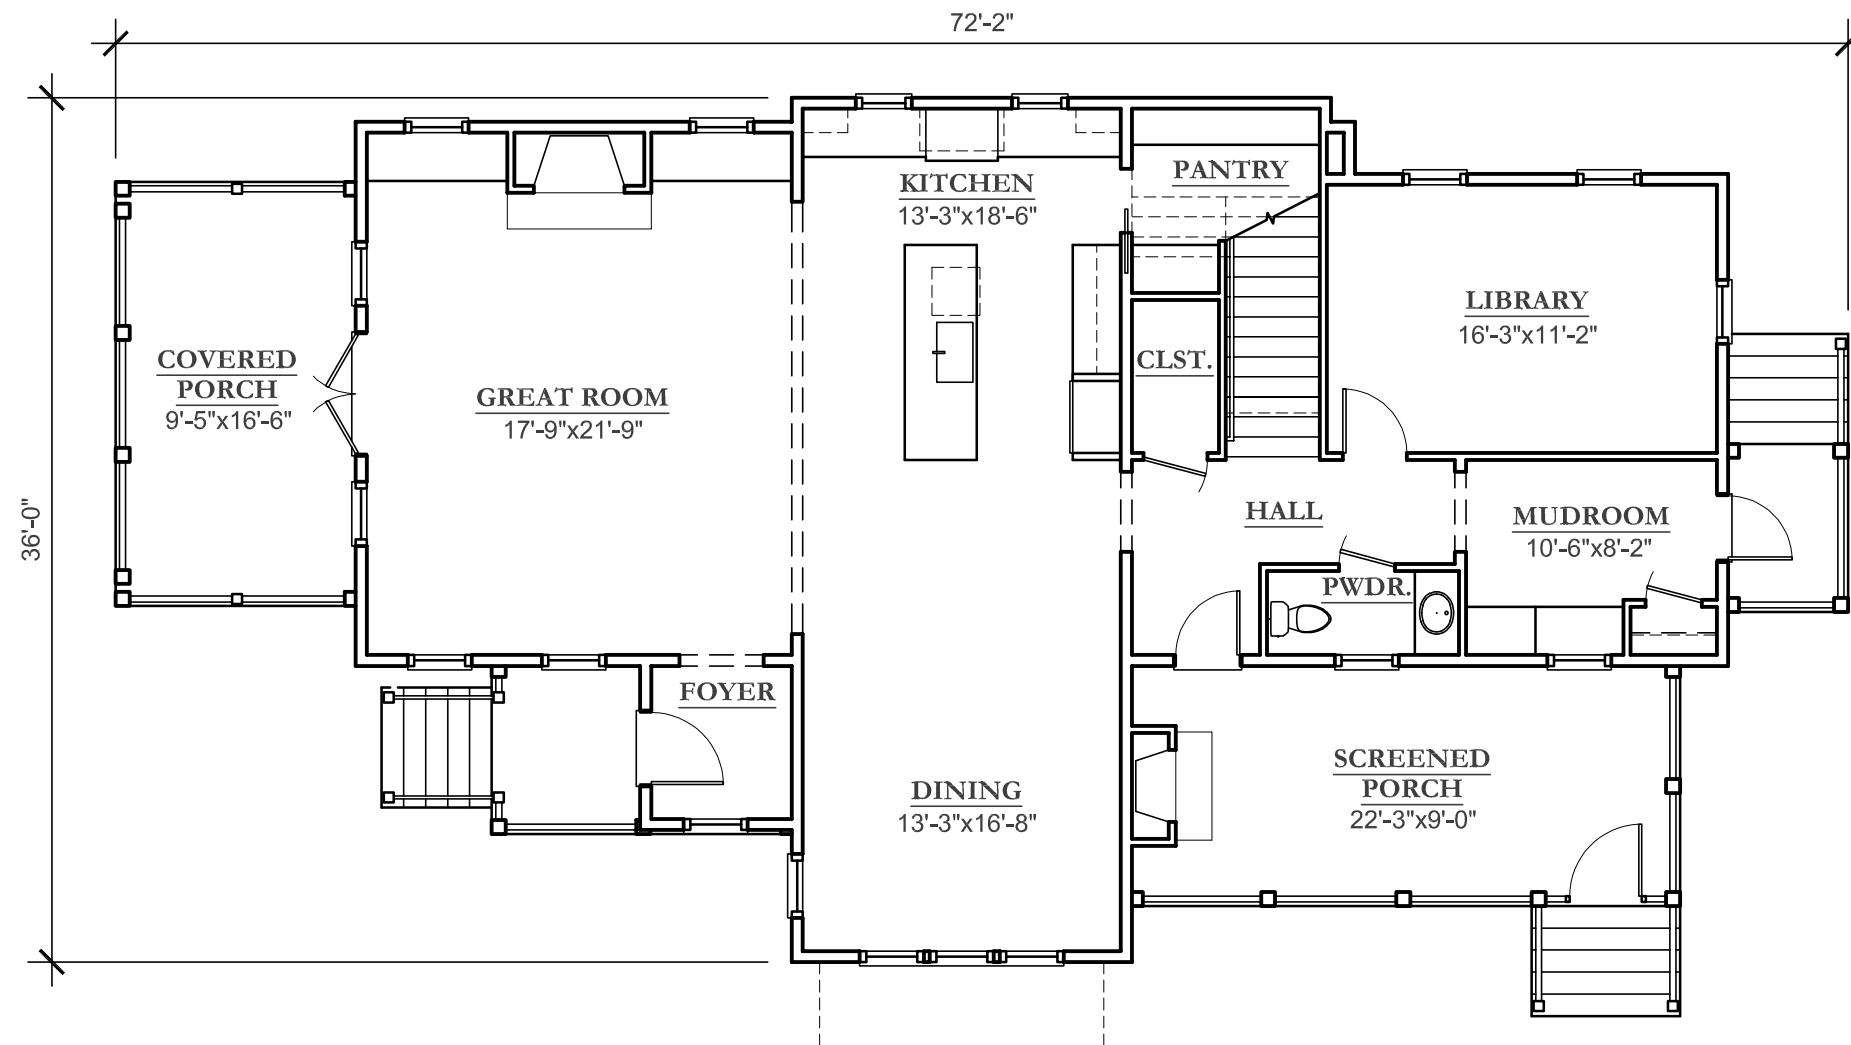 72'-2"
36'-0"
KITCHEN
13'-3"x18'-6"
PANTRY
LIBRARY
16'-3"x11'-2"
COVERED
PORCH
9'-5"x16'-6"
GREAT ROOM
17'-9"x21'-9"
CLST.
HALL
MUDROOM
10'-6"x8'-2"
PWDR.
FOYER
DINING
13'-3"x16'-8"
SCREENED
PORCH
22'-3"x9'-0"